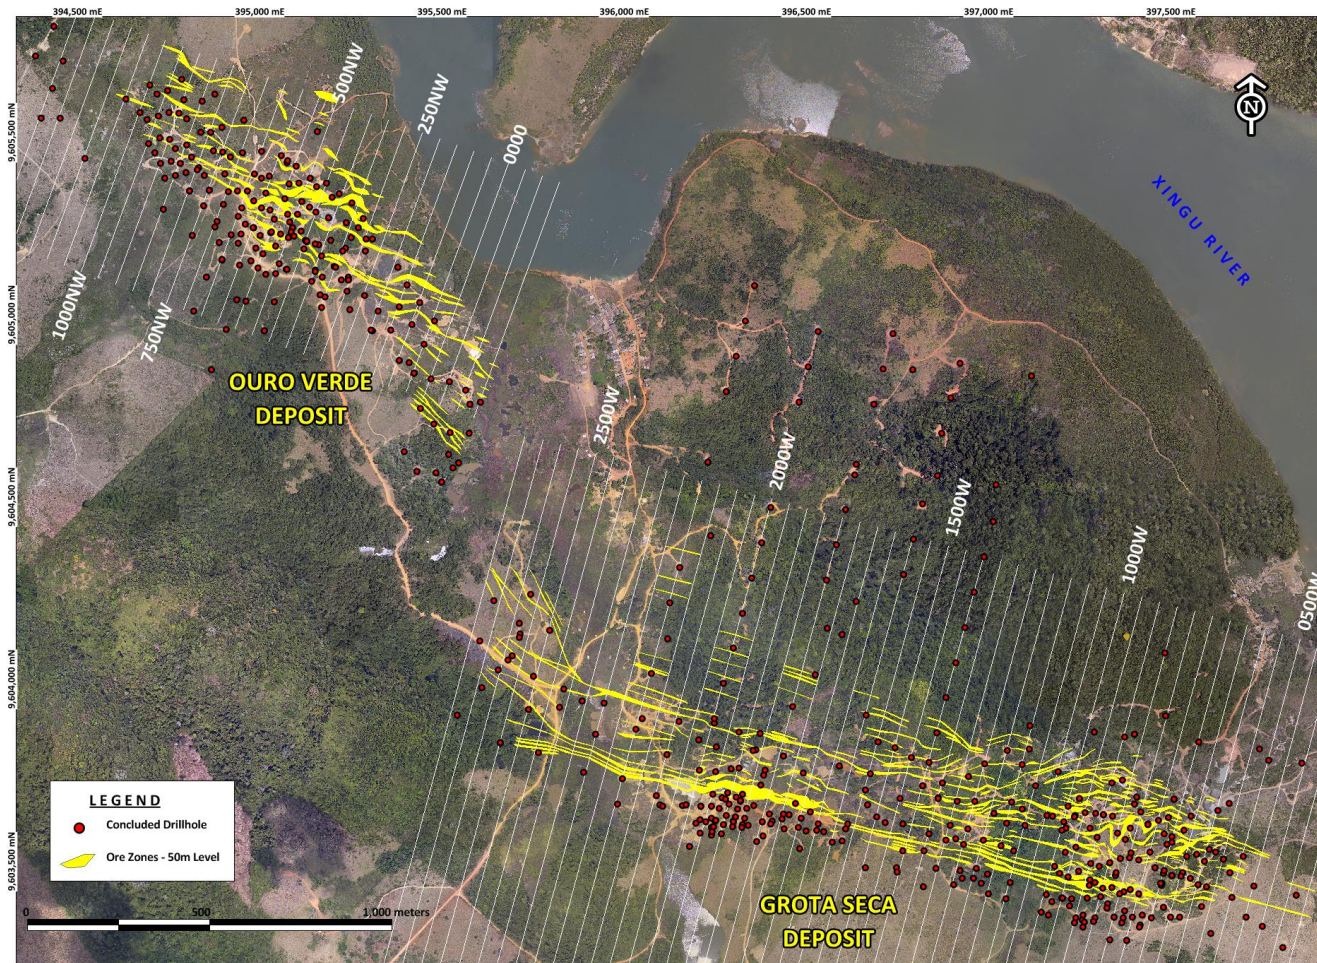 394,500 mE
395,000 mE
395,500 mE
396,000 mE
396,500 mE
397,000 mE
397,500 mE
9,605,500 mN
9,605,000 mN
9,604,500 mN
9,604,000 mN
9,603,500 mN
500NW
250NW
0000
N
XINGU RIVER
1000NW
750NW
OURO VERDE
DEPOSIT
2500W
2000W
1500W
1000W
0500W
LEGEND
Concluded Drillhole
Ore Zones - 50m Level
0
500
1,000 meters
GROTA SECA
DEPOSIT